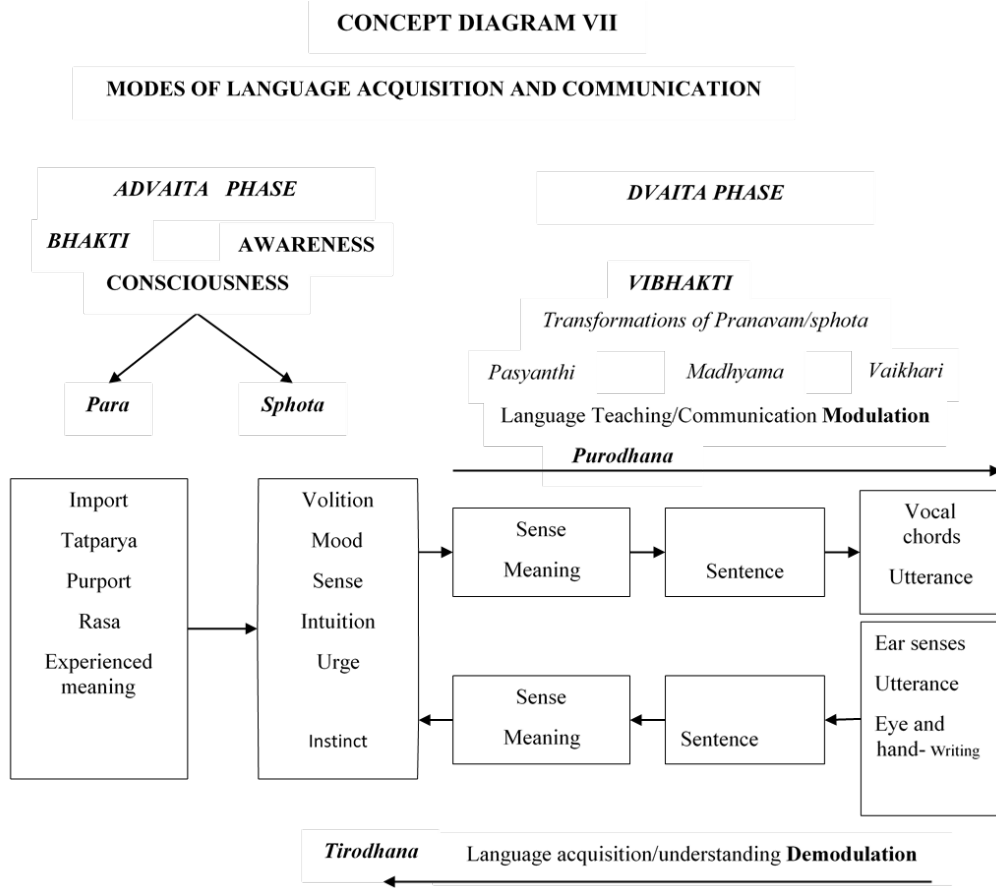 CONCEPT DIAGRAM VII
MODES OF LANGUAGE ACQUISITION AND COMMUNICATION
ADVAITA PHASE
BHAKTI AWARENESS
CONSCIOUSNESS
Para Sphota
DVAITA PHASE
VIBHAKTI
Transformations of Pranavam/sphota
Pasyanthi Madhyama Vaikhari
Language Teaching/Communication Modulation
Purodhana
Import
Tatparya
Purport
Rasa
Experienced
meaning
Volition
Mood
Sense
Intuition
Urge
Instinct
Sense
Meaning
Sentence
Vocal
chords
Utterance
Sense
Meaning
Sentence
Ear senses
Utterance
Eye and
hand- Writing
Tirodhana Language acquisition/understanding Demodulation